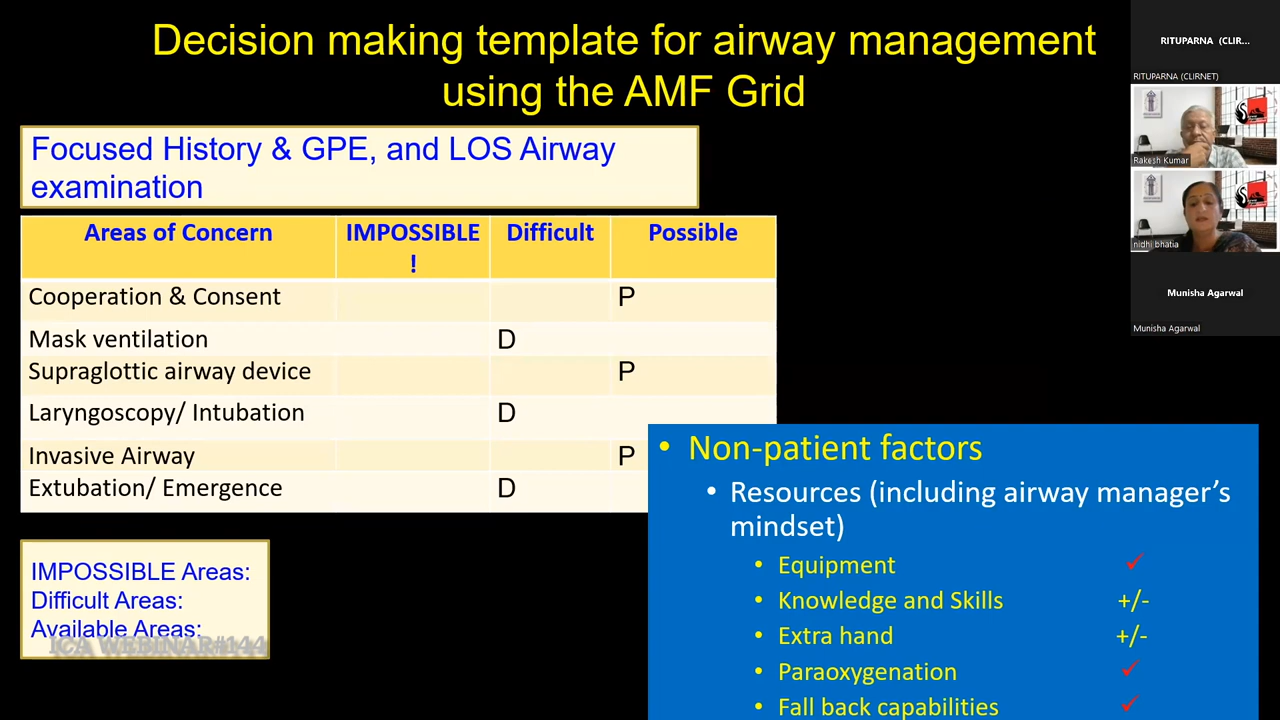 Decision making template for airway management
using the AMF Grid
Focused History & GPE, and LOS Airway
examination
Areas of Concern IMPOSSIBLE Difficult Possible
!
Cooperation & Consent P
Mask ventilation D
Supraglottic airway device P
Laryngoscopy/ Intubation D
Invasive Airway P
Extubation/ Emergence D
IMPOSSIBLE Areas:
Difficult Areas:
Available Areas:
ICA WEBINAR#144
• Non-patient factors
• Resources (including airway manager's
mindset)
• Equipment ✓
• Knowledge and Skills +/-
• Extra hand +/-
• Paraoxygenation ✓
• Fall back capabilities ✓
RITUPARNA (CLIR...
RITUPARNA (CLIRNET)
Rakesh Kumar
nidhi bhatia
Munisha Agarwal
Munisha Agarwal